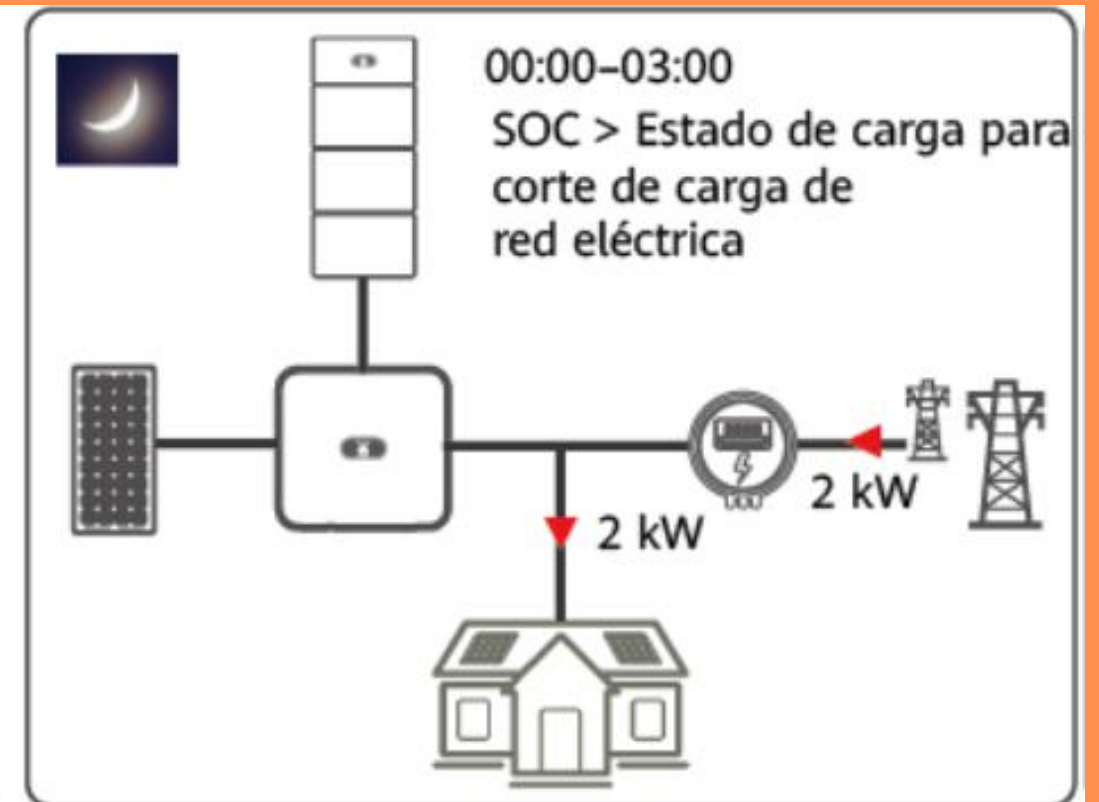 00:00–03:00
SOC > Estado de carga para
corte de carga de
red eléctrica
2 kW
2 kW